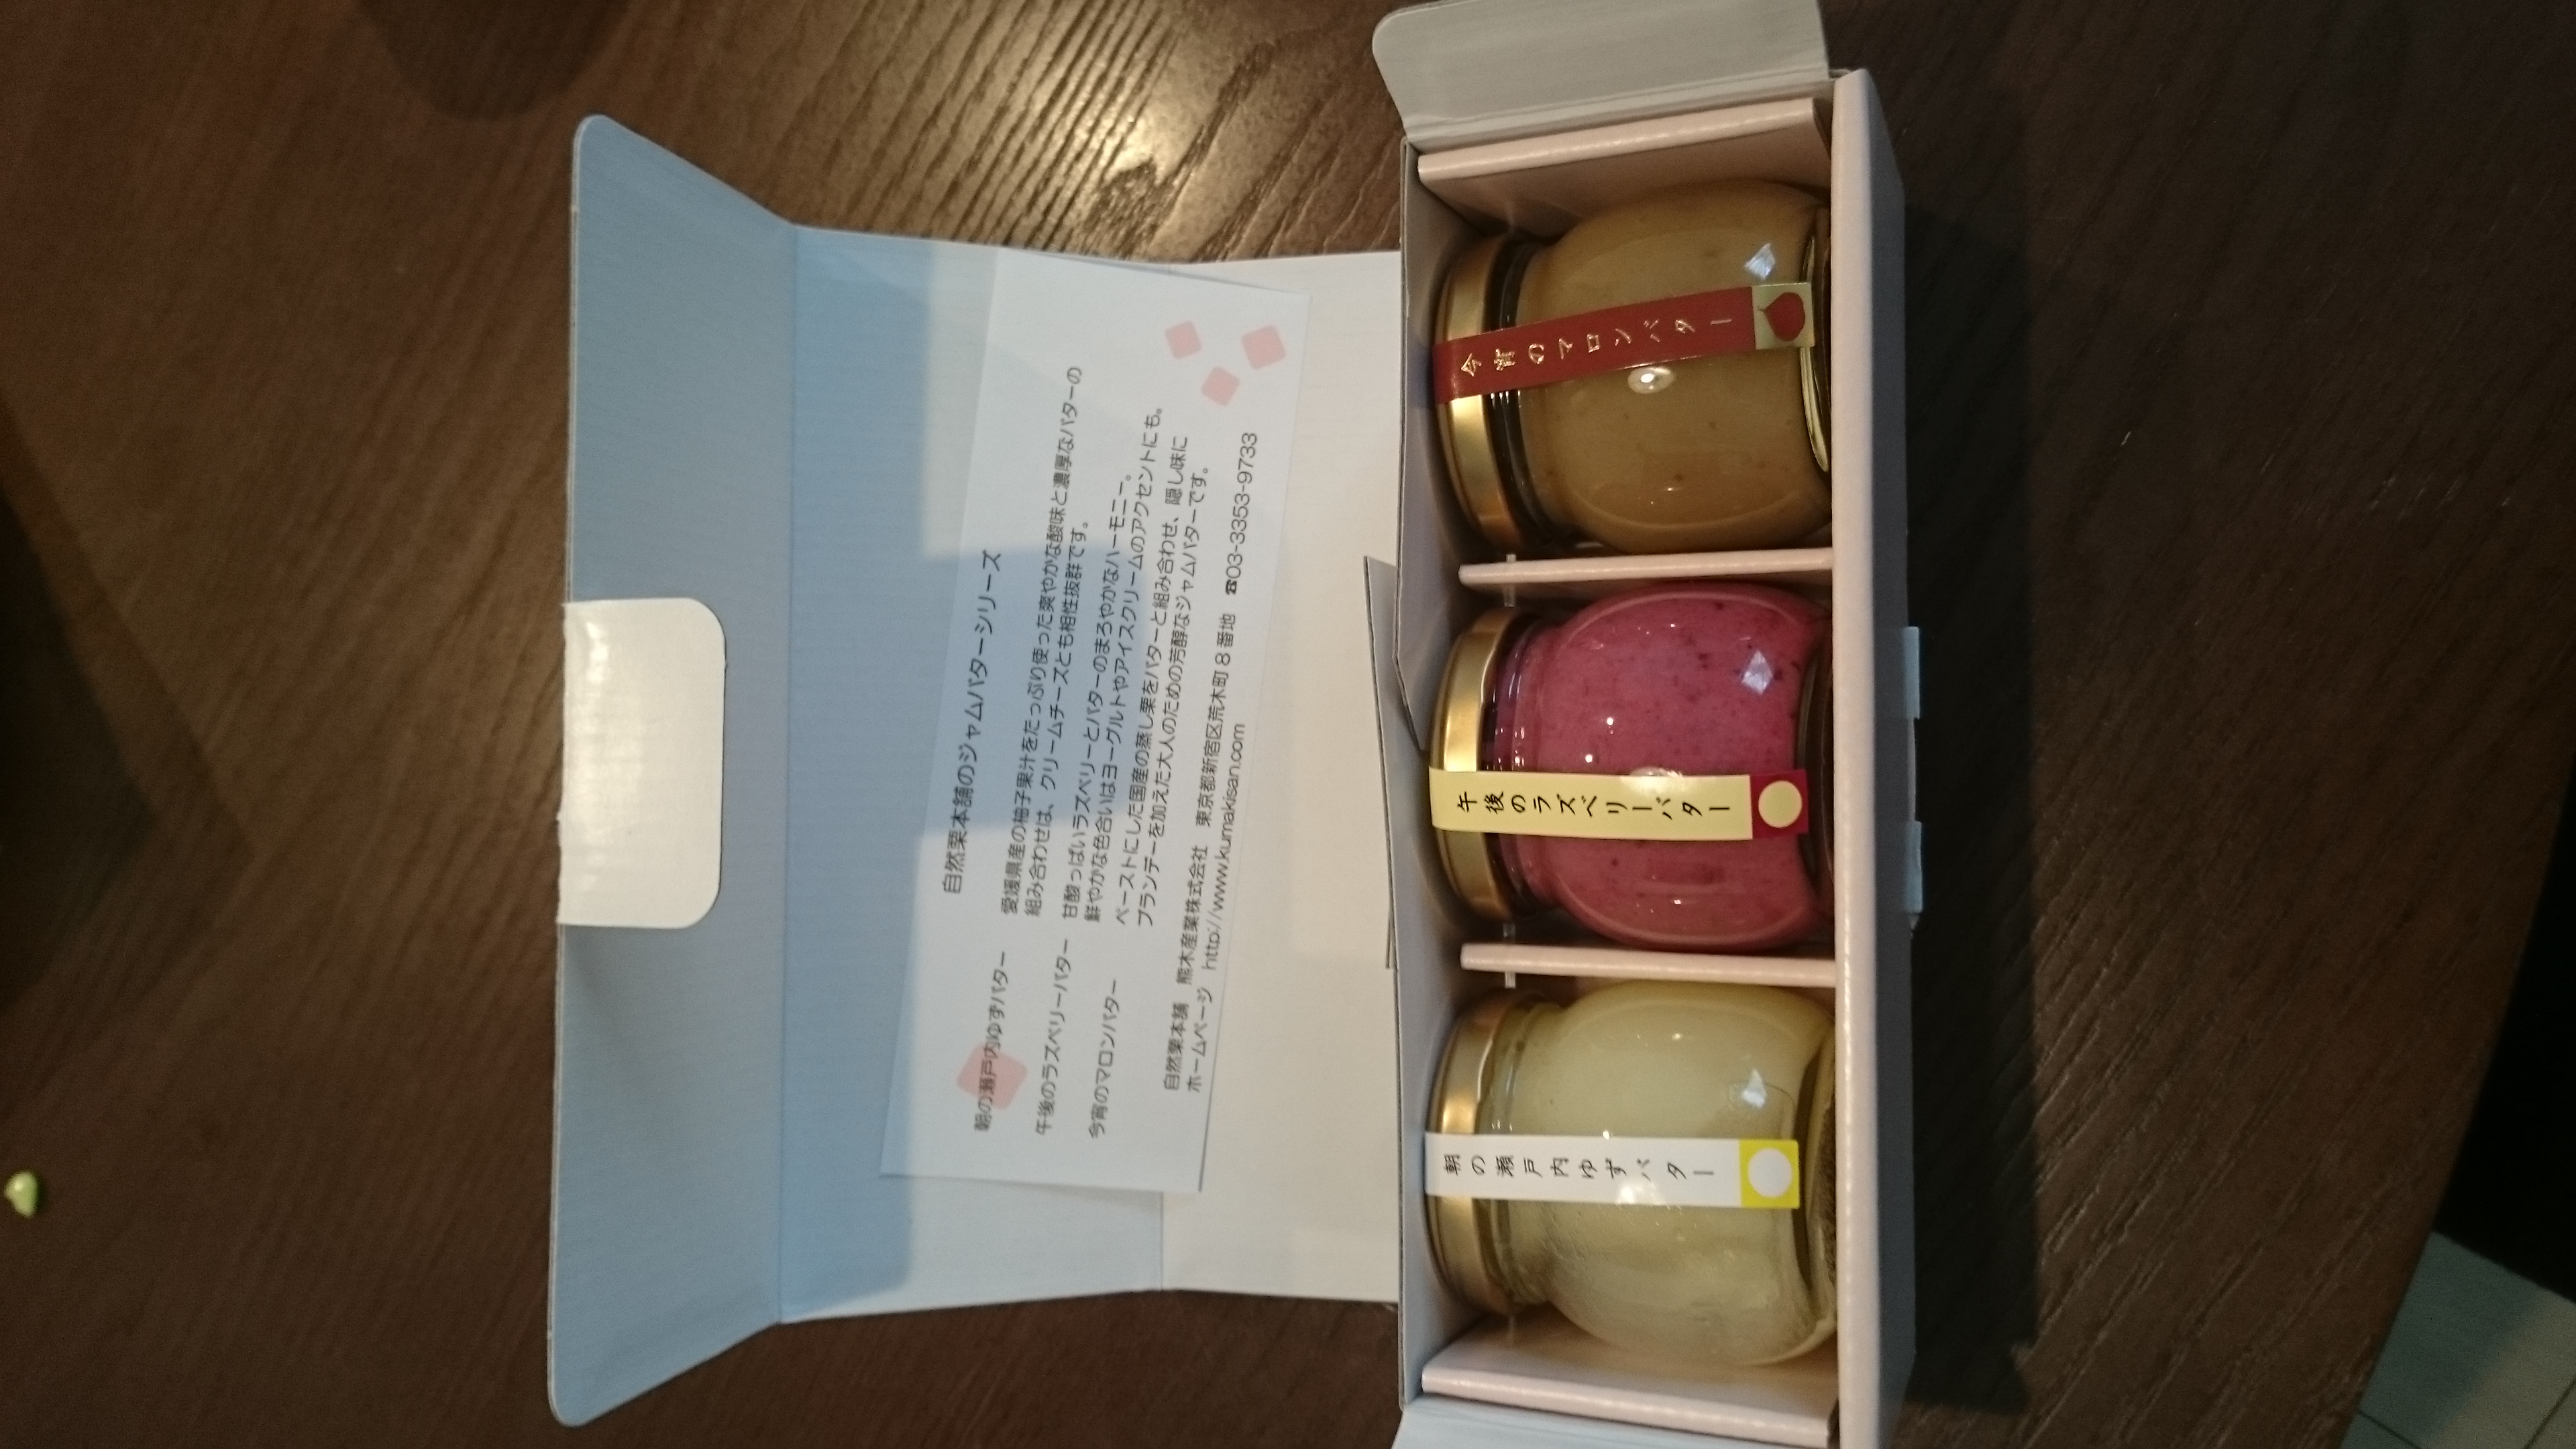 自然栗本舗のジャムバターシリーズ
朝の瀬戸内ゆずバター 愛媛県産の柚子果汁をたっぷり使った爽やかな酸味と濃厚なバターの
組み合わせは、クリームチーズとも相性抜群です。
午後のラズベリーバター 甘酸っぱいラズベリーとバターのまろやかなハーモニー。
鮮やかな色合いはヨーグルトやアイスクリームのアクセントにも。
今宵のマロンバター ペーストにした国産の蒸し栗をバターと組み合わせ、隠し味に
ブランデーを加えた大人のための芳醇なジャムバターです。
自然栗本舗 熊木産業株式会社 東京都新宿区荒木町8番地 ☎03-3353-9733
ホームページ http://www.kumakisan.com
朝の瀬戸内ゆずバター
午後のラズベリーバター
今宵のマロンバター